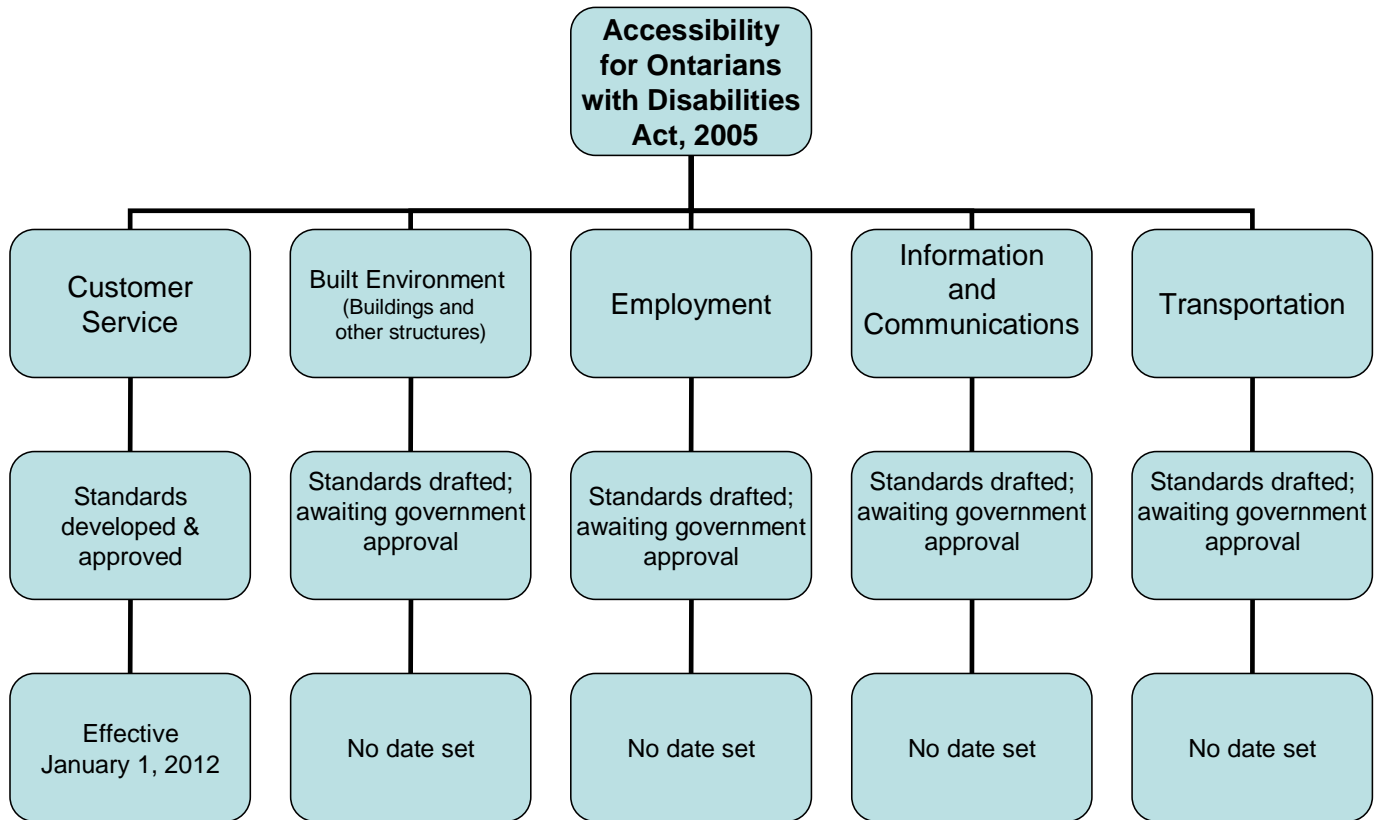 Accessibility
for Ontarians
with Disabilities
Act, 2005
Customer
Service
Built Environment
(Buildings and
other structures)
Employment
Information
and
Communications
Transportation
Standards
developed &
approved
Standards drafted;
awaiting government
approval
Standards drafted;
awaiting government
approval
Standards drafted;
awaiting government
approval
Standards drafted;
awaiting government
approval
Effective
January 1, 2012
No date set
No date set
No date set
No date set